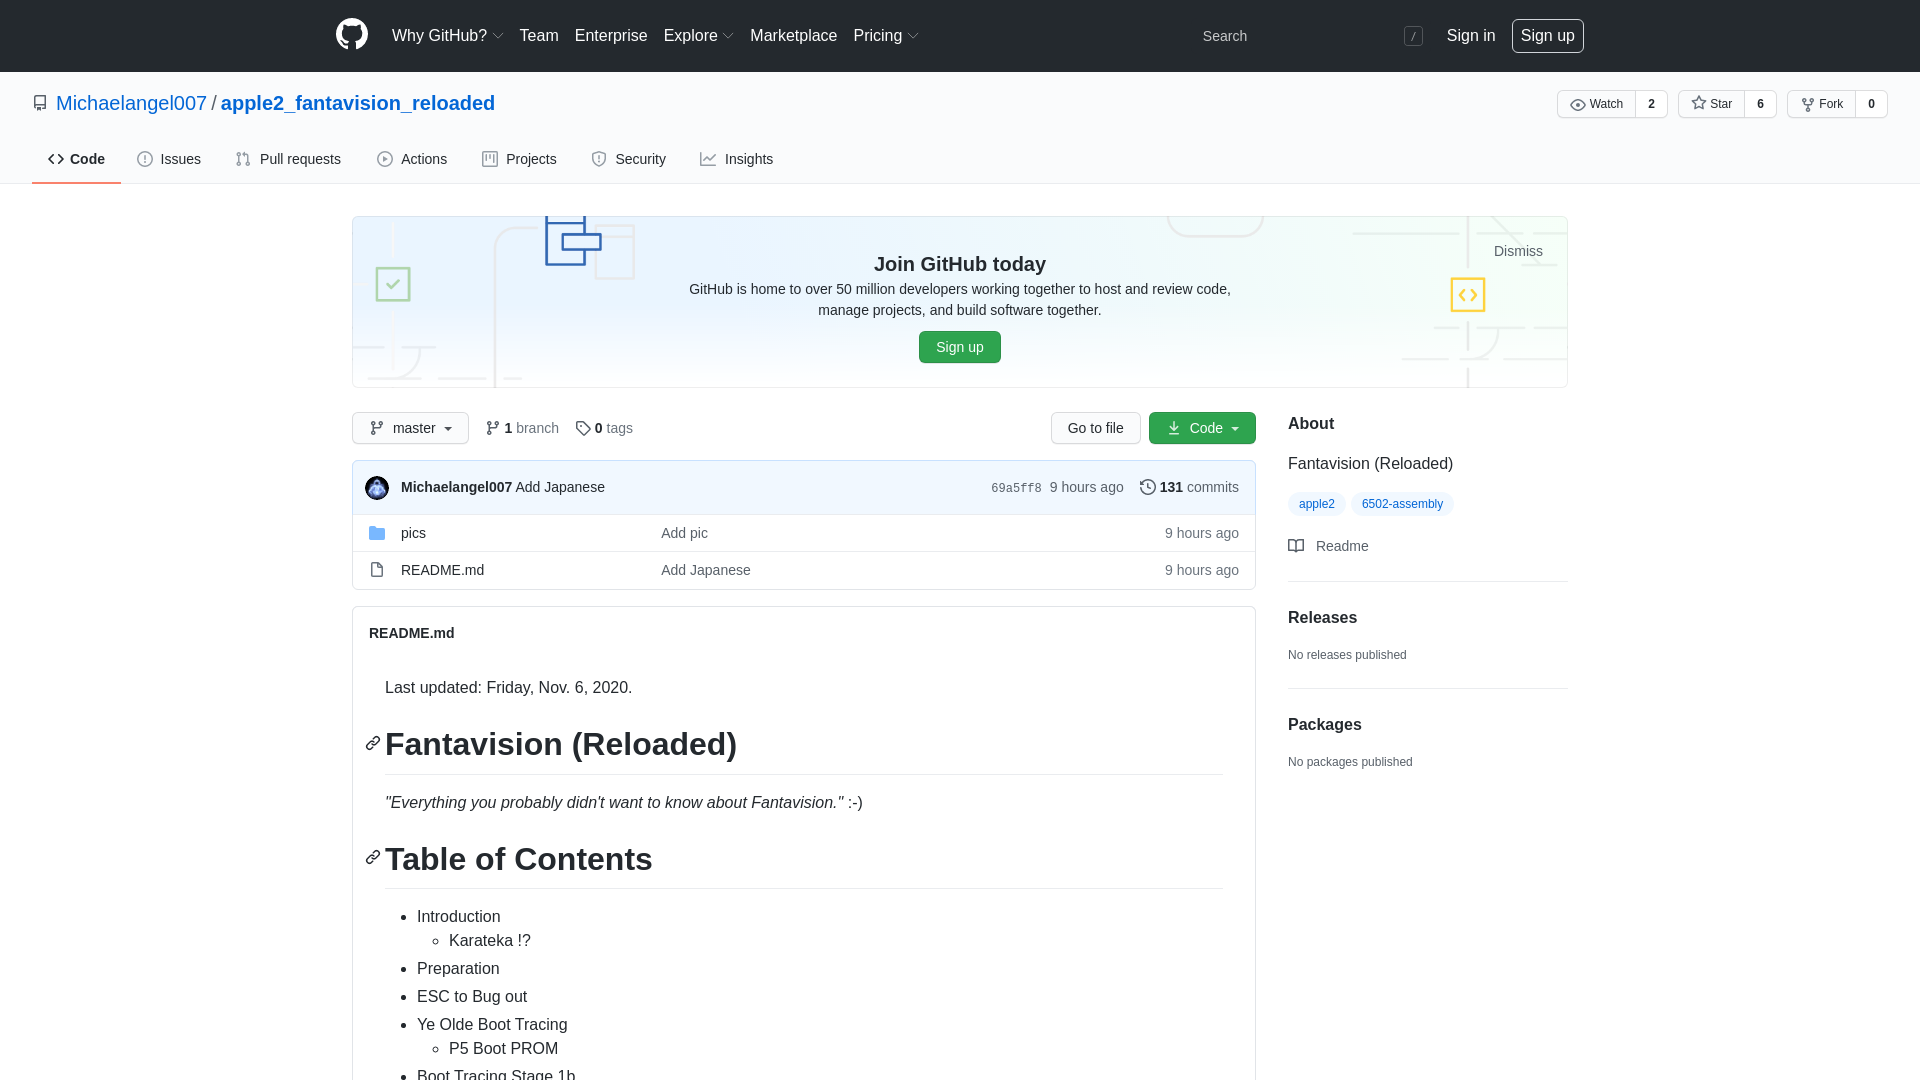 Why GitHub? Team Enterprise Explore Marketplace Pricing Search / Sign in Sign up
Michaelangel007 / apple2_fantavision_reloaded
Watch 2 Star 6 Fork 0
Code Issues Pull requests Actions Projects Security Insights
Dismiss
Join GitHub today
GitHub is home to over 50 million developers working together to host and review code,
manage projects, and build software together.
Sign up
master 1 branch 0 tags Go to file Code
Michaelangel007 Add Japanese 69a5ff8 9 hours ago 131 commits
pics Add pic 9 hours ago
README.md Add Japanese 9 hours ago
README.md
Last updated: Friday, Nov. 6, 2020.
Fantavision (Reloaded)
"Everything you probably didn't want to know about Fantavision." :-)
Table of Contents
Introduction
Karateka !?
Preparation
ESC to Bug out
Ye Olde Boot Tracing
P5 Boot PROM
Boot Tracing Stage 1b
About
Fantavision (Reloaded)
apple2 6502-assembly
Readme
Releases
No releases published
Packages
No packages published